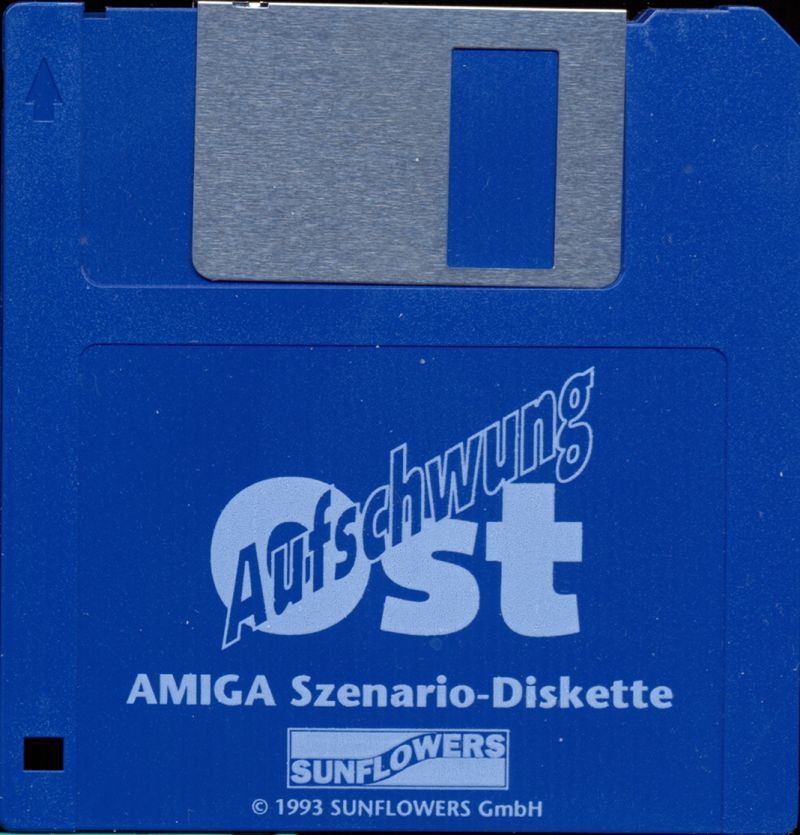 Aufschwung
Ost
AMIGA Szenario-Diskette
SUNFLOWERS
© 1993 SUNFLOWERS GmbH